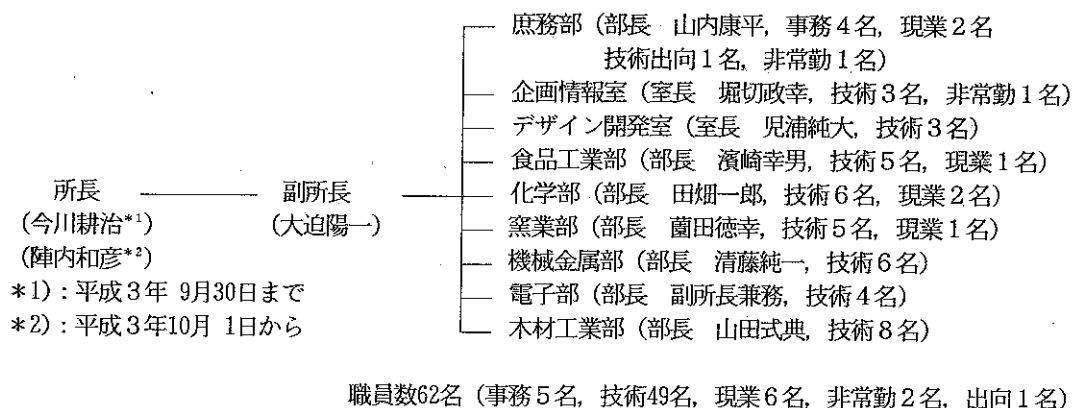 庶務部（部長　山内康平，事務４名，現業２名
技術出向１名，非常勤１名）
企画情報室（室長　堀切政幸，技術３名，非常勤１名）
デザイン開発室（室長　児浦純大，技術３名）
食品工業部（部長　濱崎幸男，技術５名，現業１名）
所長　副所長　化学部（部長　田畑一郎，技術６名，現業２名）
(今川耕治*1)　(大迫陽一)　窯業部（部長　薗田徳幸，技術５名，現業１名）
(陣内和彦*2)　機械金属部（部長　清藤純一，技術６名）
*1)：平成３年 9月30日まで　電子部（部長　副所長兼務，技術４名）
*2)：平成３年10月 1日から　木材工業部（部長　山田式典，技術８名）
職員数62名（事務５名，技術49名，現業６名，非常勤２名，出向１名）